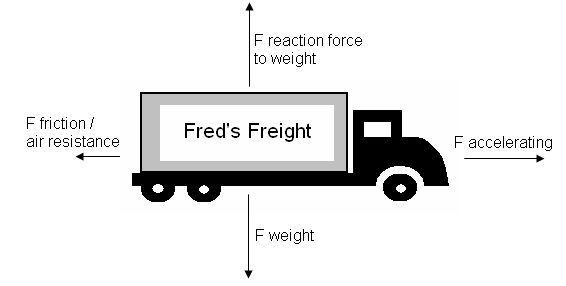 F reaction force
to weight
F friction /
air resistance
Fred's Freight
F accelerating
F weight